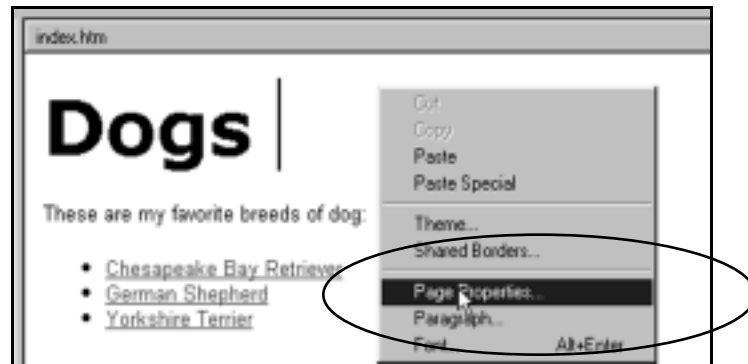 index.htm
Dogs
These are my favorite breeds of dog:
• Chesapeake Bay Retriever
• German Shepherd
• Yorkshire Terrier
Cut
Copy
Paste
Paste Special
Theme...
Shared Borders...
Page Properties...
Paragraph...
Font... Alt+Enter